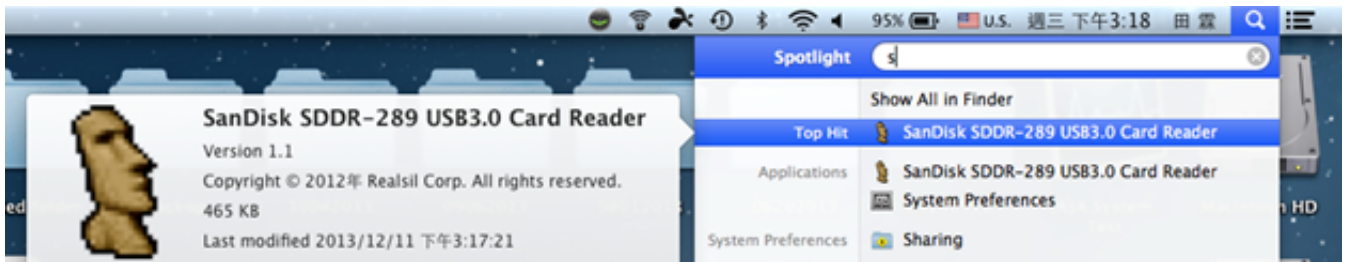 95% U.S. 週三 下午3:18 田 霖
Spotlight s
Show All in Finder
Top Hit SanDisk SDDR-289 USB3.0 Card Reader
Applications SanDisk SDDR-289 USB3.0 Card Reader
System Preferences
System Preferences Sharing
SanDisk SDDR-289 USB3.0 Card Reader
Version 1.1
Copyright © 2012年 Realsil Corp. All rights reserved.
465 KB
Last modified 2013/12/11 下午3:17:21
HD